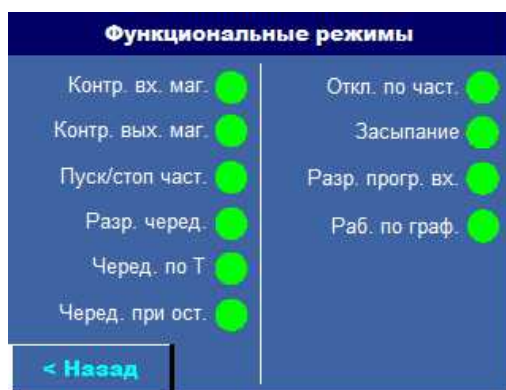 Функциональные режимы
Контр. вх. маг.
Контр. вых. маг.
Пуск/стоп част.
Разр. черед.
Черед. по Т
Черед. при ост.
Откл. по част.
Засыпание
Разр. прогр. вх.
Раб. по граф.
< Назад